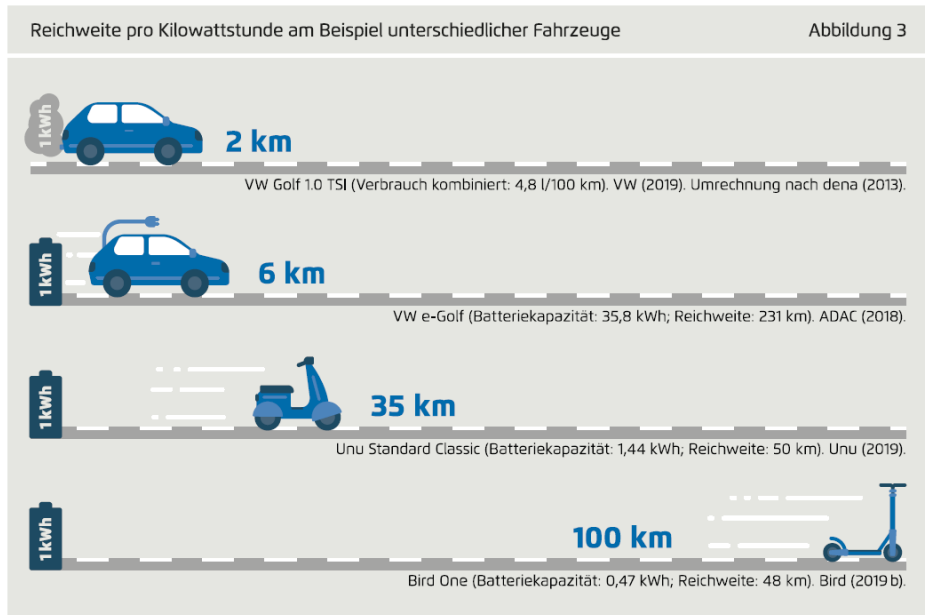 Reichweite pro Kilowattstunde am Beispiel unterschiedlicher Fahrzeuge Abbildung 3
1 kWh
2 km
VW Golf 1.0 TSI (Verbrauch kombiniert: 4,8 l/100 km). VW (2019). Umrechnung nach dena (2013).
1 kWh
6 km
VW e-Golf (Batteriekapazität: 35,8 kWh; Reichweite: 231 km). ADAC (2018).
1 kWh
35 km
Unu Standard Classic (Batteriekapazität: 1,44 kWh; Reichweite: 50 km). Unu (2019).
1 kWh
100 km
Bird One (Batteriekapazität: 0,47 kWh; Reichweite: 48 km). Bird (2019 b).